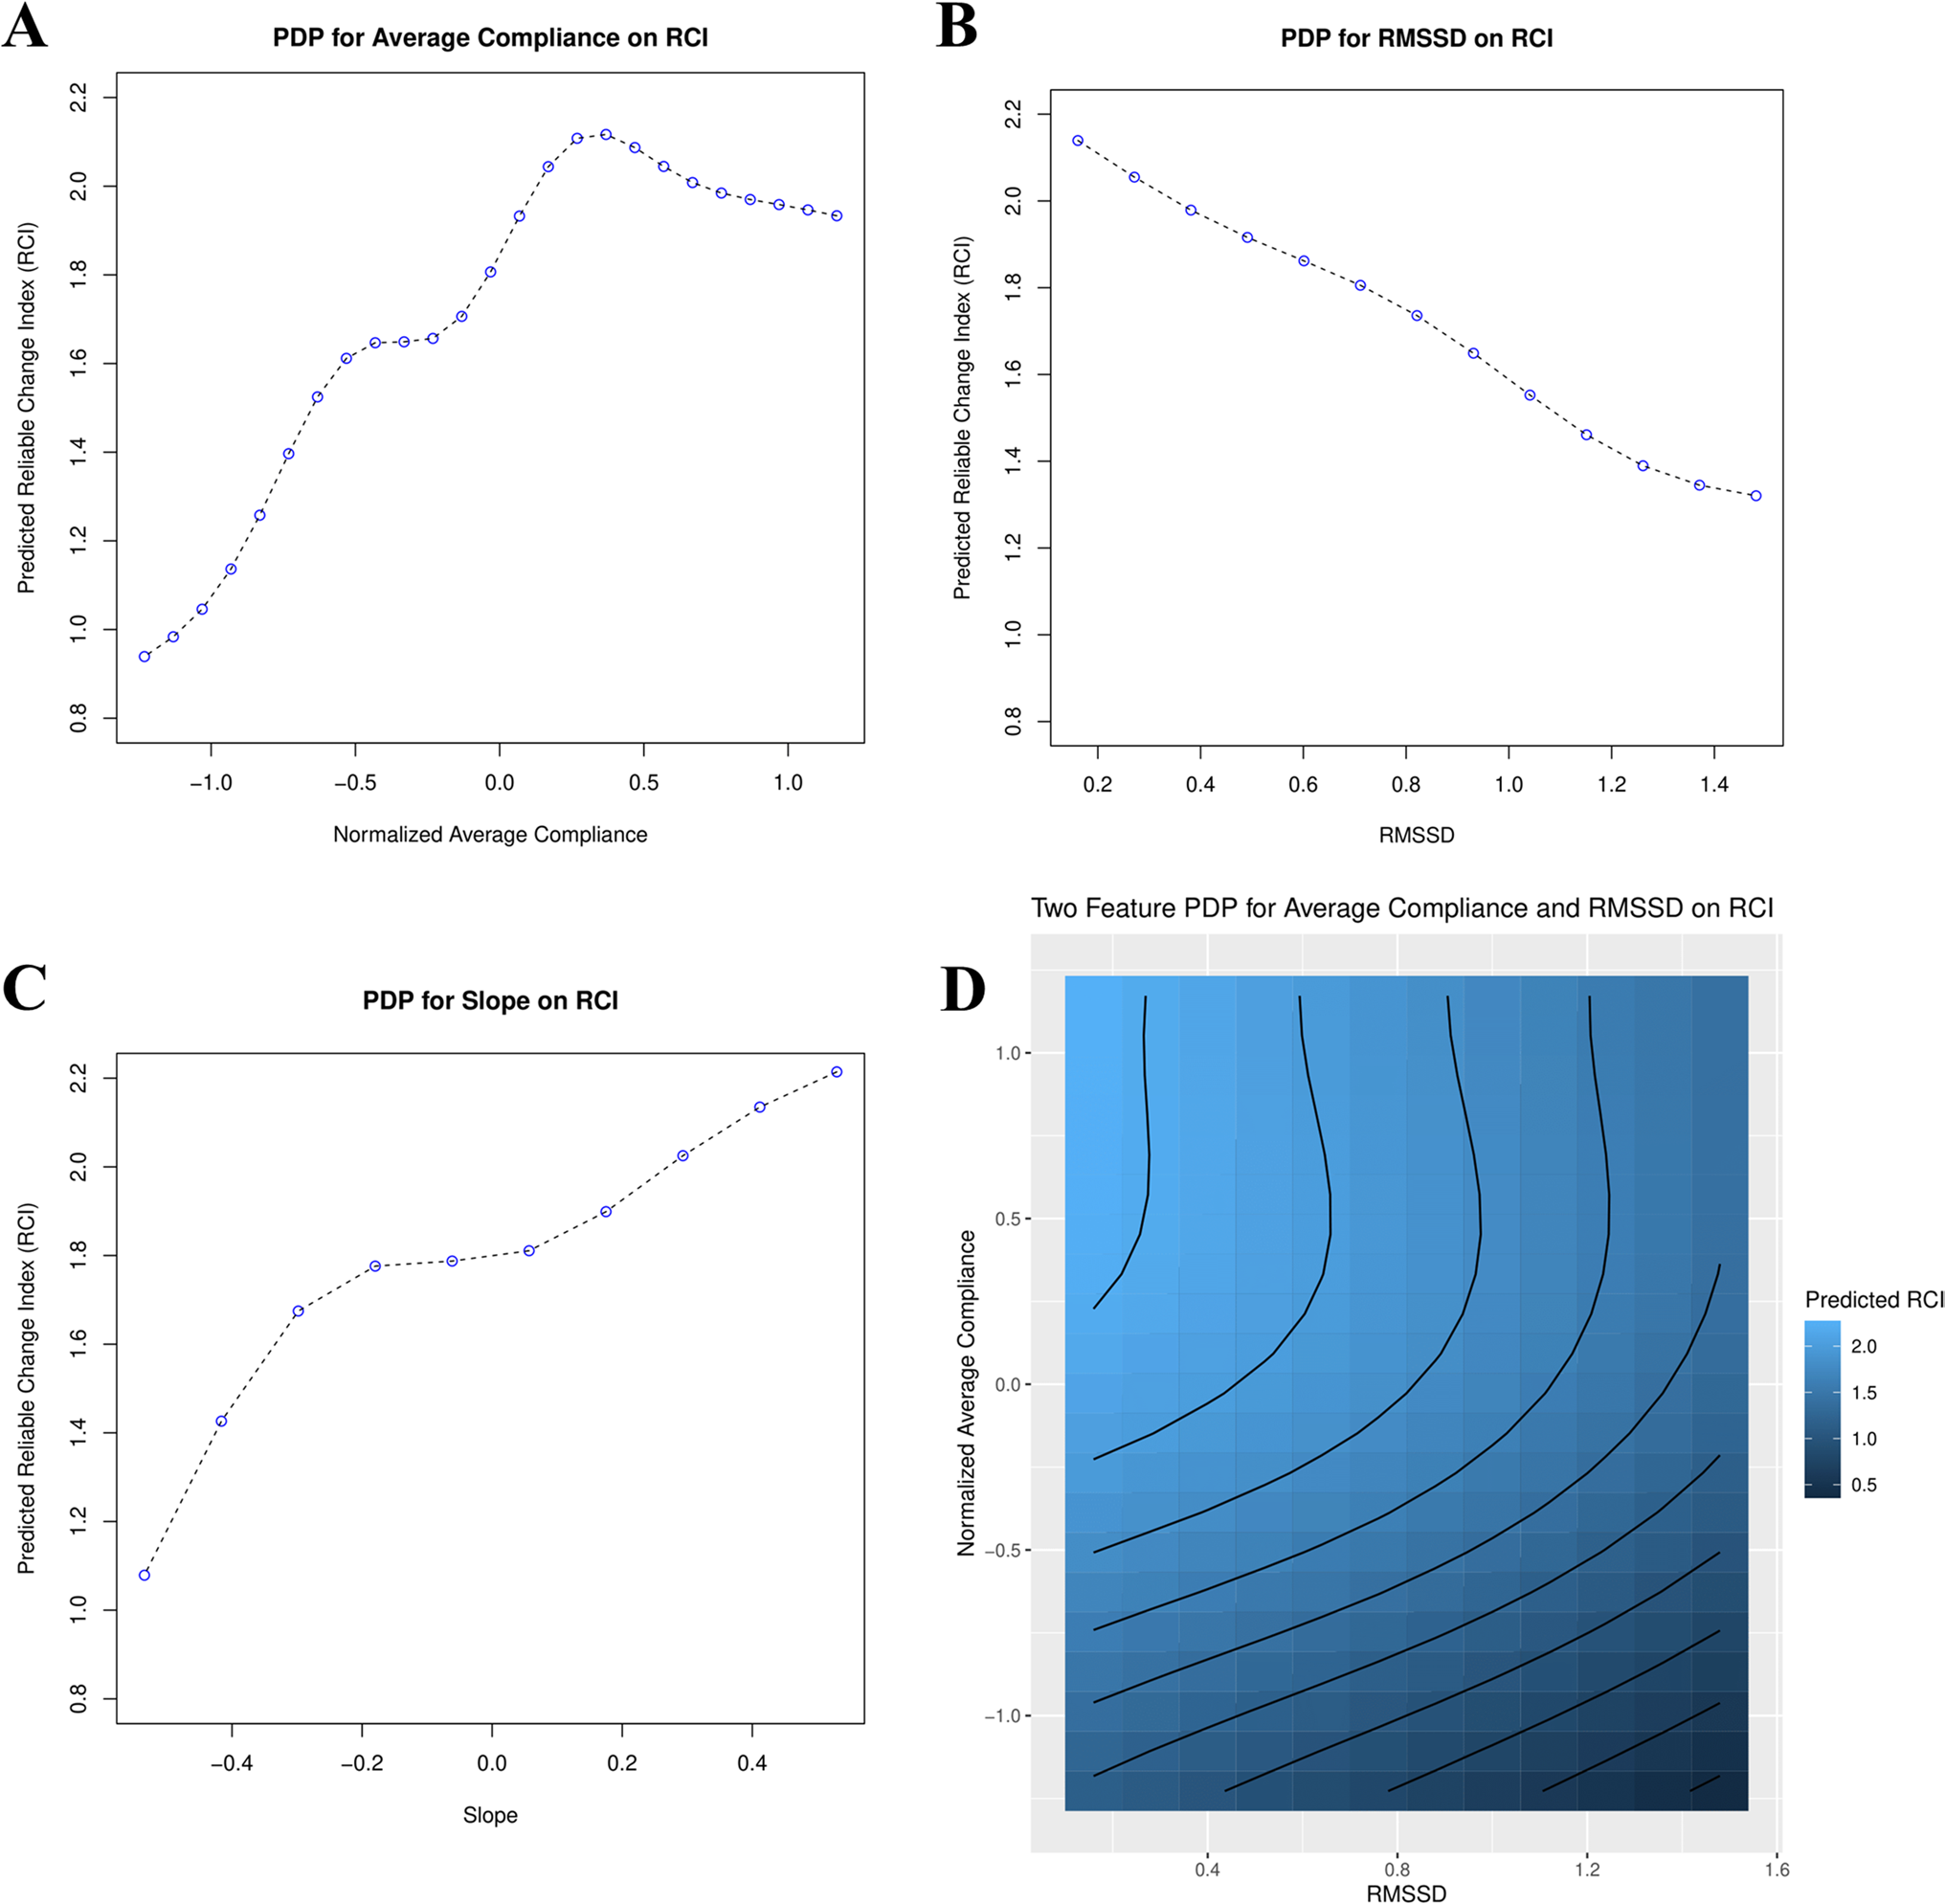 A
PDP for Average Compliance on RCI
Predicted Reliable Change Index (RCI)
2.2
2.0
1.8
1.6
1.4
1.2
1.0
0.8
−1.0 −0.5 0.0 0.5 1.0
Normalized Average Compliance
B
PDP for RMSSD on RCI
Predicted Reliable Change Index (RCI)
2.2
2.0
1.8
1.6
1.4
1.2
1.0
0.8
0.2 0.4 0.6 0.8 1.0 1.2 1.4
RMSSD
C
PDP for Slope on RCI
Predicted Reliable Change Index (RCI)
2.2
2.0
1.8
1.6
1.4
1.2
1.0
0.8
−0.4 −0.2 0.0 0.2 0.4
Slope
Two Feature PDP for Average Compliance and RMSSD on RCI
D
Normalized Average Compliance
1.0
0.5
0.0
−0.5
−1.0
0.4 0.8 1.2 1.6
RMSSD
Predicted RCI
2.0
1.5
1.0
0.5